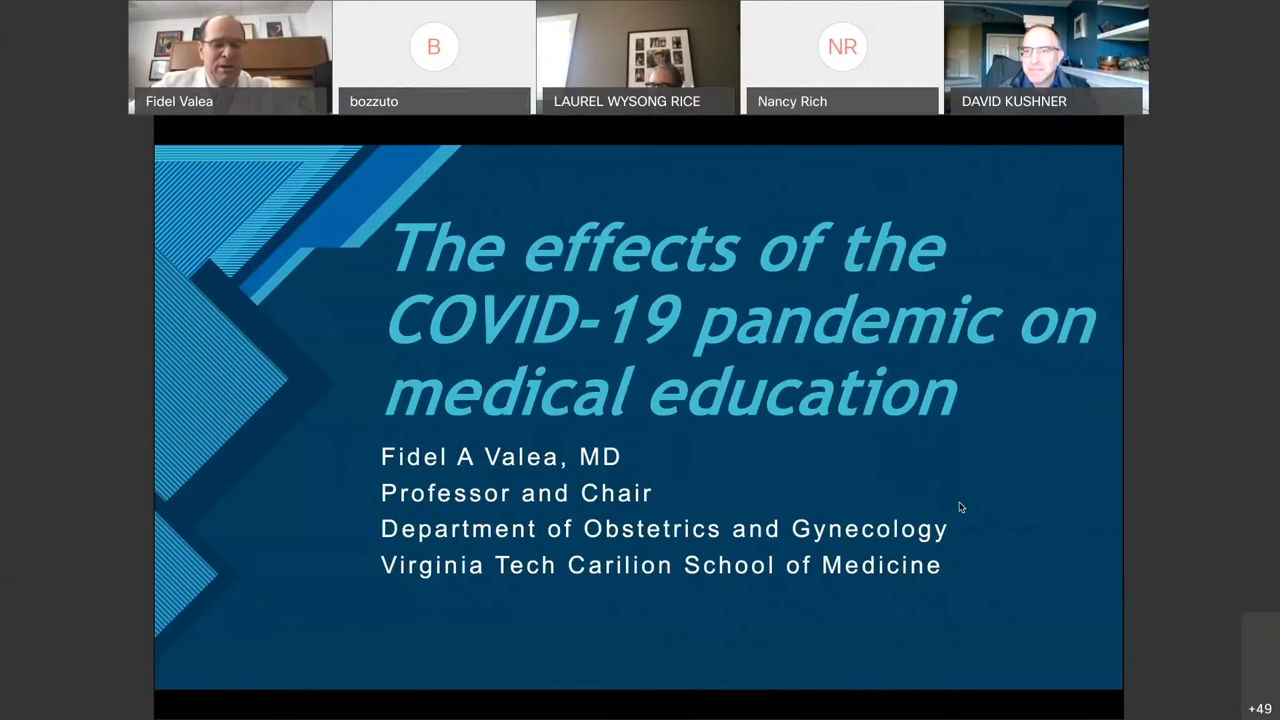 Fidel Valea
B
bozzuto
LAUREL WYSONG RICE
NR
Nancy Rich
DAVID KUSHNER
The effects of the
COVID-19 pandemic on
medical education
Fidel A Valea, MD
Professor and Chair
Department of Obstetrics and Gynecology
Virginia Tech Carilion School of Medicine
+49